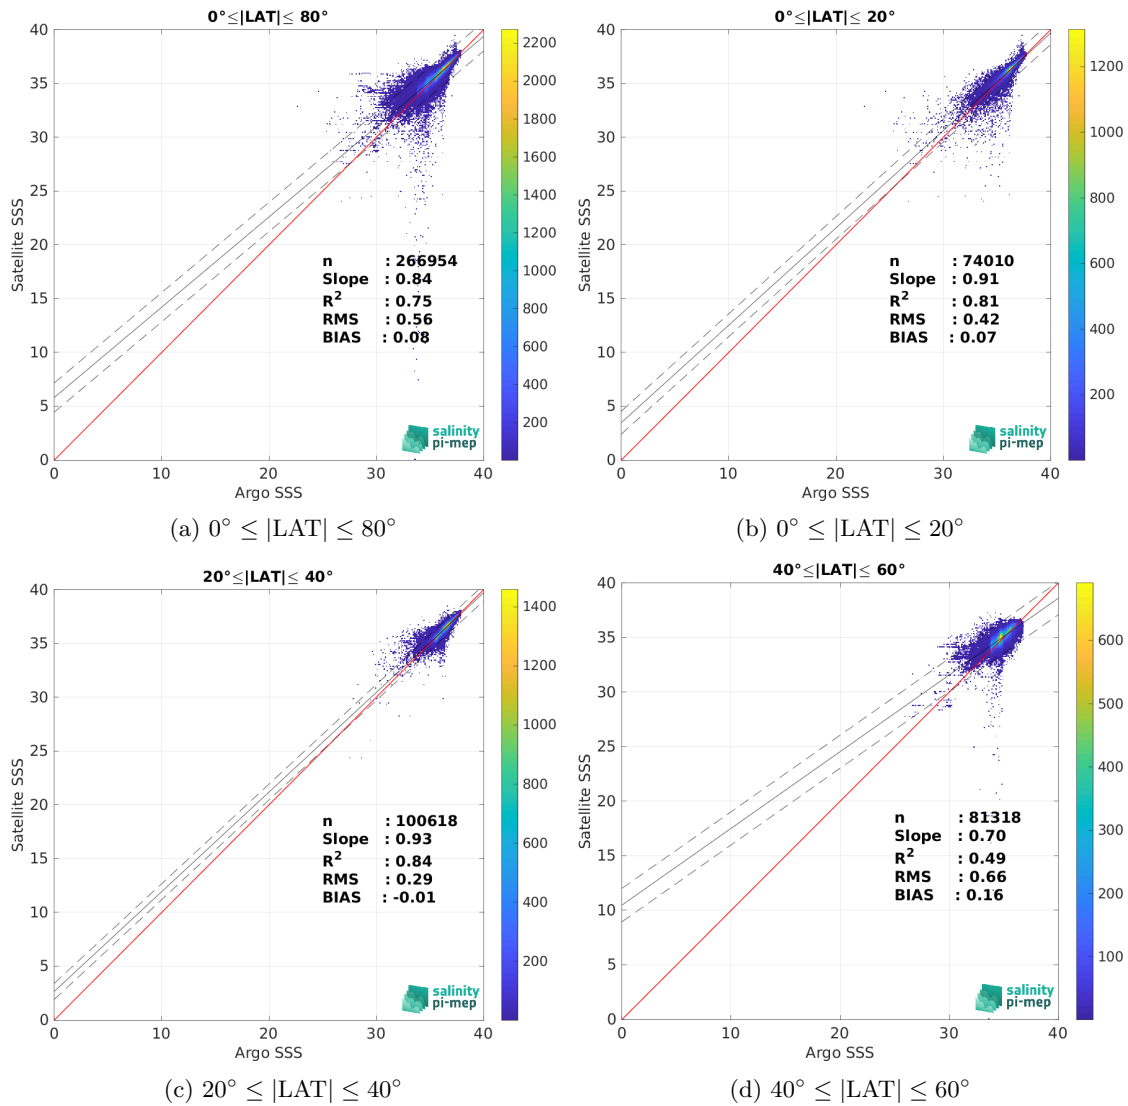 0°≤|LAT|≤ 80°
40
35
30
25
20
15
10
5
0
Satellite SSS
n : 266954
Slope : 0.84
R² : 0.75
RMS : 0.56
BIAS : 0.08
salinity
pi-mep
0 10 20 30 40
Argo SSS
2200
2000
1800
1600
1400
1200
1000
800
600
400
200
(a) 0° ≤ |LAT| ≤ 80°
0°≤|LAT|≤ 20°
40
35
30
25
20
15
10
5
0
Satellite SSS
n : 74010
Slope : 0.91
R² : 0.81
RMS : 0.42
BIAS : 0.07
salinity
pi-mep
0 10 20 30 40
Argo SSS
1200
1000
800
600
400
200
(b) 0° ≤ |LAT| ≤ 20°
20°≤|LAT|≤ 40°
40
35
30
25
20
15
10
5
0
Satellite SSS
n : 100618
Slope : 0.93
R² : 0.84
RMS : 0.29
BIAS : -0.01
salinity
pi-mep
0 10 20 30 40
Argo SSS
1400
1200
1000
800
600
400
200
(c) 20° ≤ |LAT| ≤ 40°
40°≤|LAT|≤ 60°
40
35
30
25
20
15
10
5
0
Satellite SSS
n : 81318
Slope : 0.70
R² : 0.49
RMS : 0.66
BIAS : 0.16
salinity
pi-mep
0 10 20 30 40
Argo SSS
600
500
400
300
200
100
(d) 40° ≤ |LAT| ≤ 60°